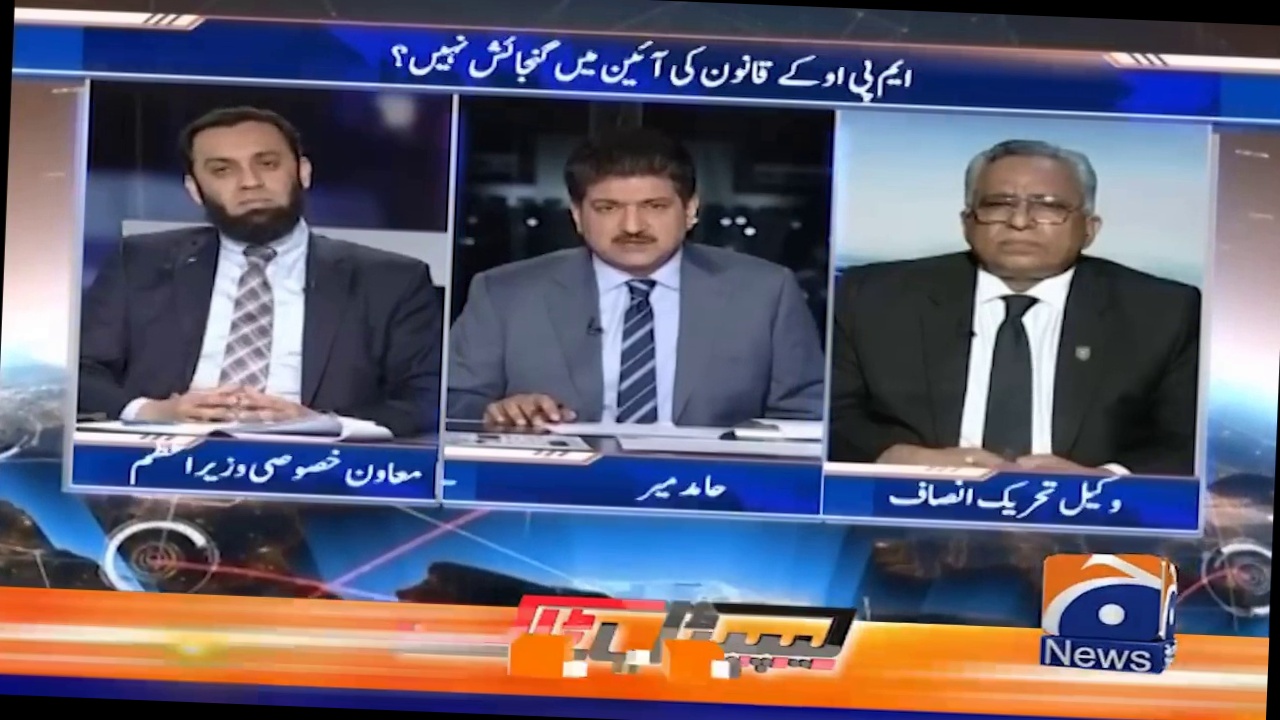 ایم پی او کے قانون کی آئین میں گنجائش نہیں؟
وکیل تحریک انصاف
حامد میر
معاون خصوصی وزیراعظم
News